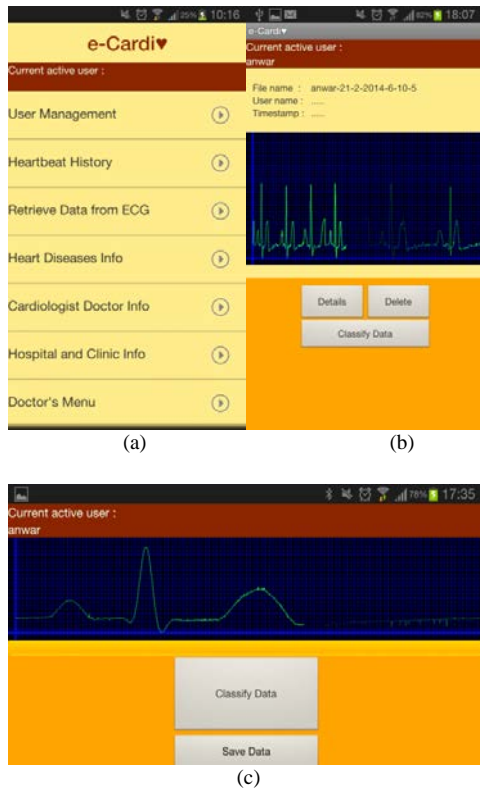 25% 10:16
e-Cardi♥
Current active user :
User Management
Heartbeat History
Retrieve Data from ECG
Heart Diseases Info
Cardiologist Doctor Info
Hospital and Clinic Info
Doctor's Menu
(a)
82% 18:07
e-Cardi♥
Current active user :
anwar
File name : anwar-21-2-2014-6-10-5
User name : .....
Timestamp : .....
Details Delete
Classify Data
(b)
78% 17:35
Current active user :
anwar
Classify Data
Save Data
(c)